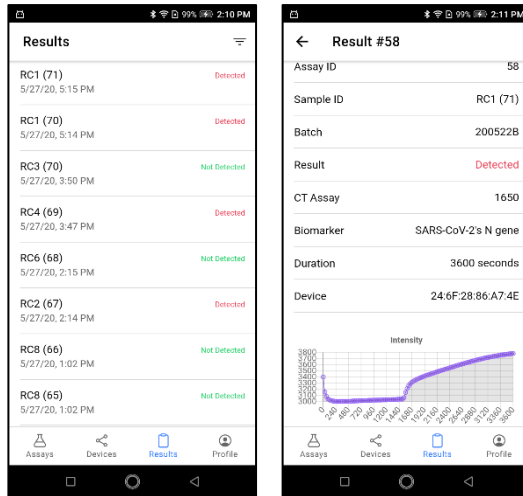 99% 2:10 PM
Results
RC1 (71)
Detected
5/27/20, 5:15 PM
RC1 (70)
Detected
5/27/20, 5:14 PM
RC3 (70)
Not Detected
5/27/20, 3:50 PM
RC4 (69)
Detected
5/27/20, 3:47 PM
RC6 (68)
Not Detected
5/27/20, 2:15 PM
RC2 (67)
Detected
5/27/20, 2:14 PM
RC8 (66)
Not Detected
5/27/20, 1:02 PM
RC8 (65)
Not Detected
5/27/20, 1:02 PM
Assays Devices Results Profile
99% 2:11 PM
Result #58
Assay ID 58
Sample ID RC1 (71)
Batch 200522B
Result Detected
CT Assay 1650
Biomarker SARS-CoV-2's N gene
Duration 3600 seconds
Device 24:6F:28:86:A7:4E
Intensity
3800
3700
3600
3500
3400
3300
3200
3100
3000
0 240 480 720 960 1200 1440 1680 1920 2160 2400 2640 2880 3120 3360 3600
Assays Devices Results Profile